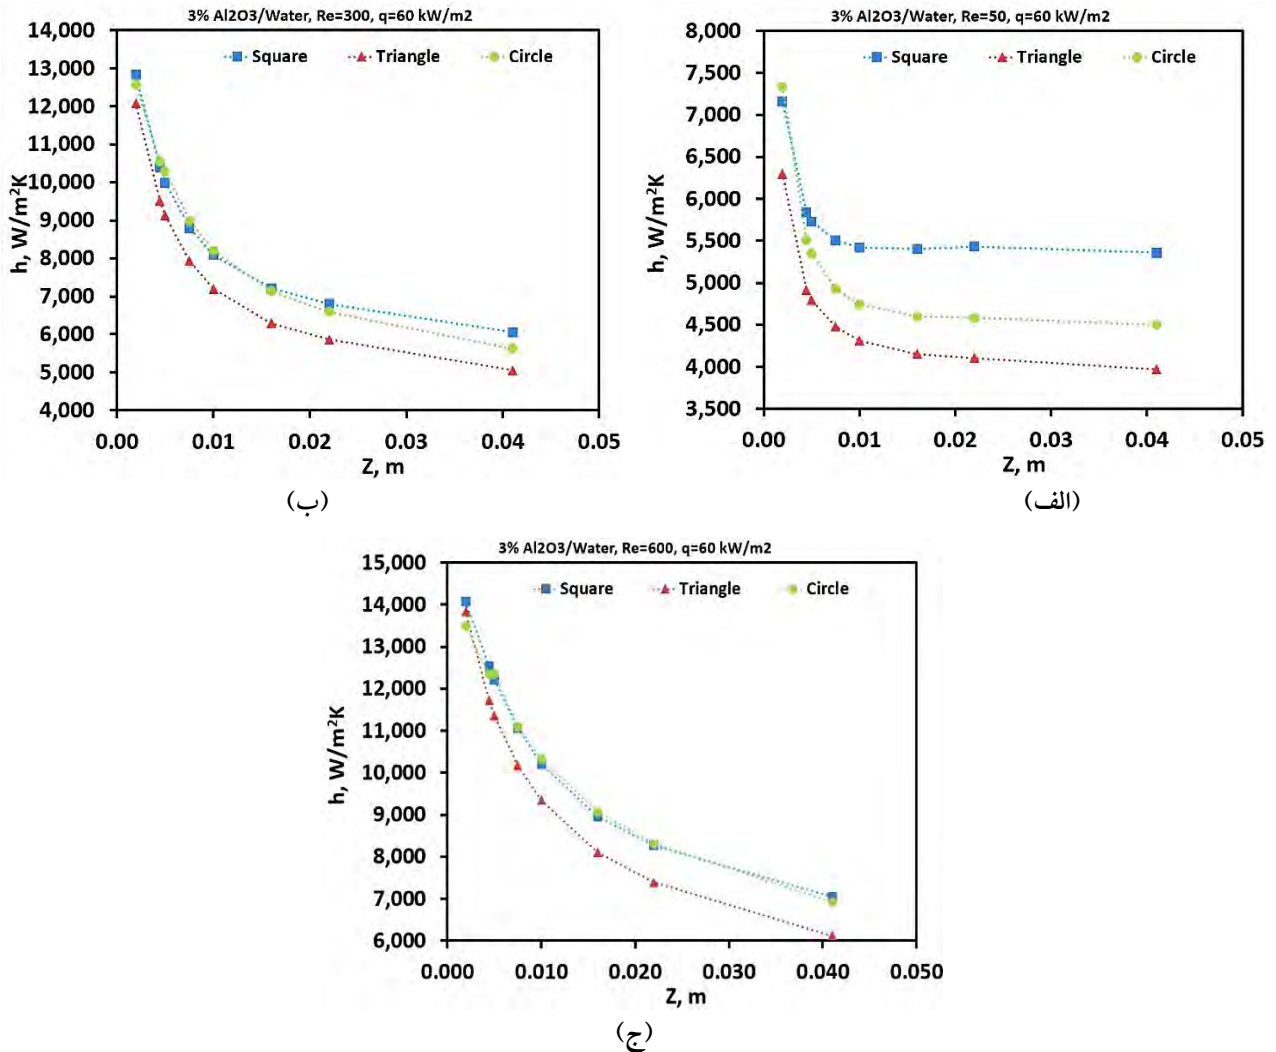 3% Al2O3/Water, Re=300, q=60 kW/m2
14,000
13,000
12,000
11,000
10,000
9,000
8,000
7,000
6,000
5,000
4,000
h, W/m²K
Square Triangle Circle
0.00 0.01 0.02 0.03 0.04 0.05
Z, m
(ب)
3% Al2O3/Water, Re=50, q=60 kW/m2
8,000
7,500
7,000
6,500
6,000
5,500
5,000
4,500
4,000
3,500
h, W/m²K
Square Triangle Circle
0.00 0.01 0.02 0.03 0.04 0.05
Z, m
(الف)
3% Al2O3/Water, Re=600, q=60 kW/m2
15,000
14,000
13,000
12,000
11,000
10,000
9,000
8,000
7,000
6,000
h, W/m²K
Square Triangle Circle
0.000 0.010 0.020 0.030 0.040 0.050
Z, m
(ج)